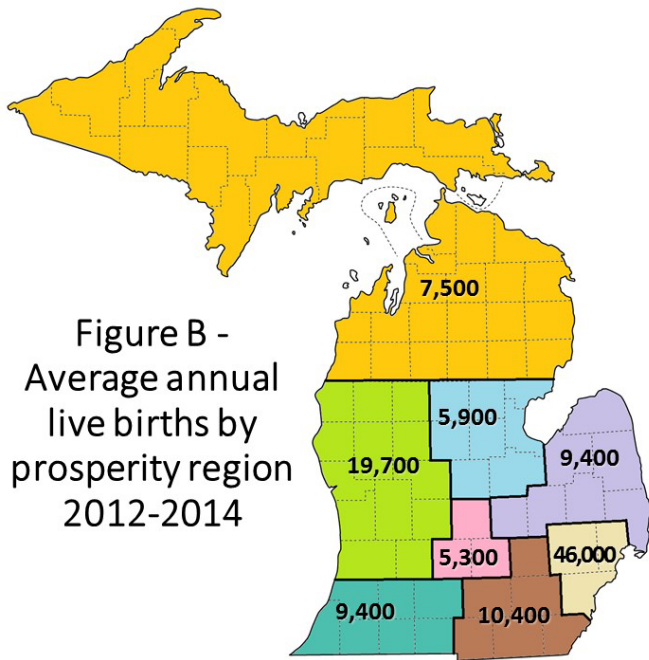 7,500
Figure B -
Average annual
live births by
prosperity region
2012-2014
5,900
9,400
19,700
5,300
46,000
9,400
10,400